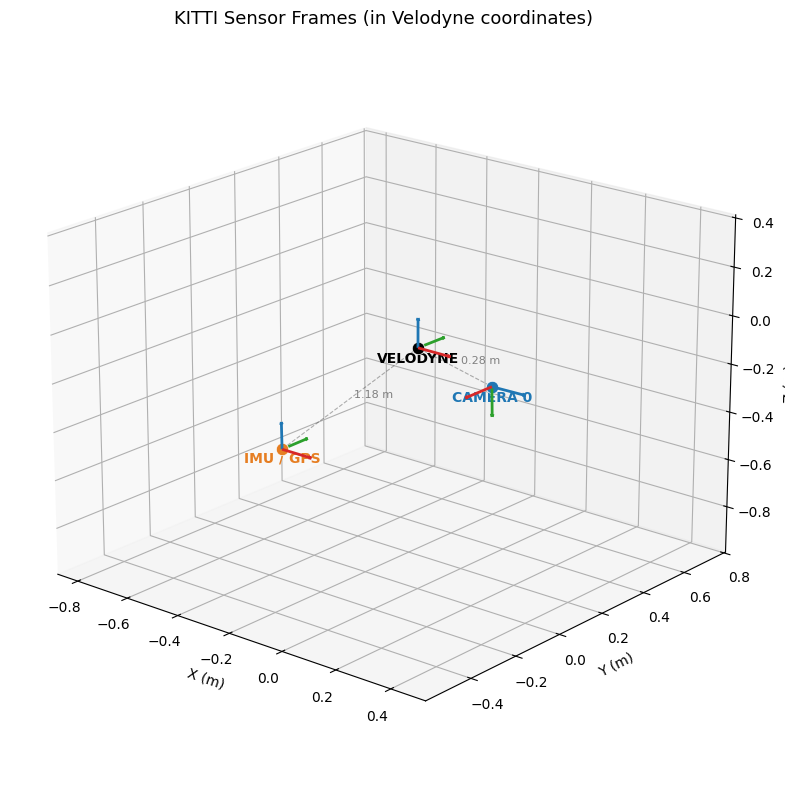 KITTI Sensor Frames (in Velodyne coordinates)
0.4
0.2
0.0
−0.2
−0.4
−0.6
−0.8
VELODYNE
0.28 m
1.18 m
CAMERA 0
IMU / GPS
−0.8
−0.6
−0.4
−0.2
0.0
0.2
0.4
X (m)
0.8
0.6
0.4
0.2
0.0
−0.2
−0.4
Y (m)